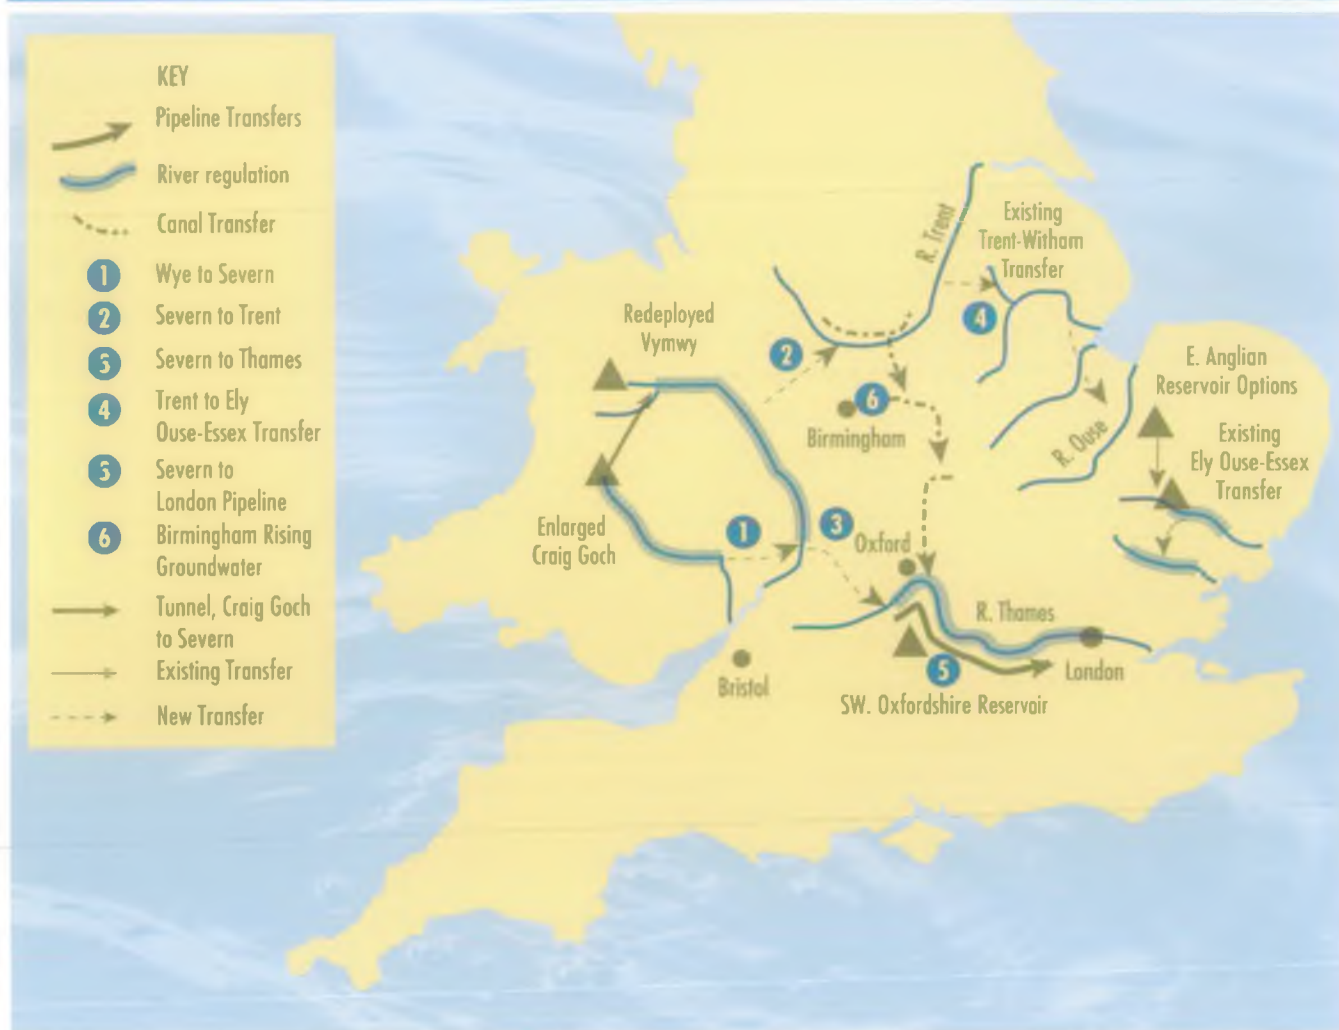 KEY
Pipeline Transfers
River regulation
Canal Transfer
1 Wye to Severn
2 Severn to Trent
3 Severn to Thames
4 Trent to Ely
Ouse-Essex Transfer
5 Severn to
London Pipeline
6 Birmingham Rising
Groundwater
Tunnel, Craig Goch
to Severn
Existing Transfer
New Transfer
R. Trent
Existing
Trent-Witham
Transfer
4
Redeployed
Vyrnwy
2
E. Anglian
Reservoir Options
6
Birmingham
R. Ouse
Existing
Ely Ouse-Essex
Transfer
Enlarged
Craig Goch
1
3
Oxford
R. Thames
Bristol
5
London
SW. Oxfordshire Reservoir